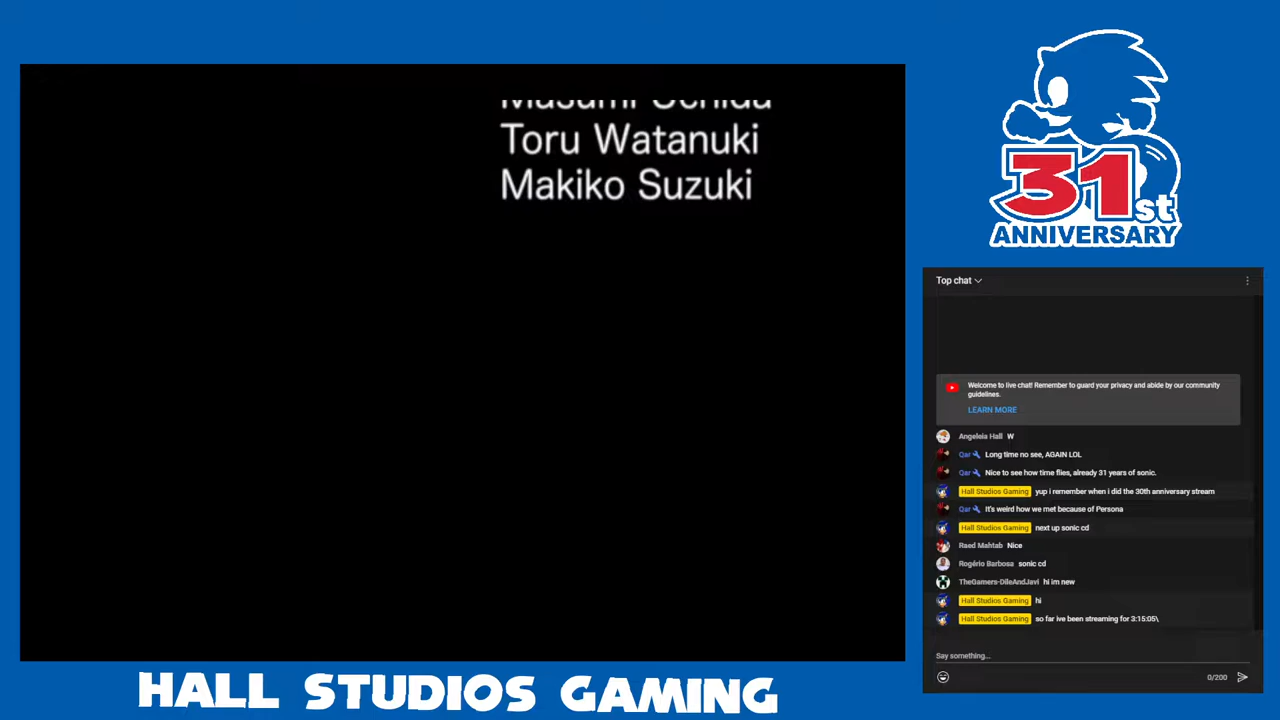 Toru Watanuki
Makiko Suzuki
31st
ANNIVERSARY
Top chat
Welcome to live chat! Remember to guard your privacy and abide by our community
guidelines.
LEARN MORE
Angeleia Hall W
Qar Long time no see, AGAIN LOL
Qar Nice to see how time flies, already 31 years of sonic.
Hall Studios Gaming yup i remember when i did the 30th anniversary stream
Qar It's weird how we met because of Persona
Hall Studios Gaming next up sonic cd
Raed Mahtab Nice
Rogério Barbosa sonic cd
TheGamers-DileAndJavi hi im new
Hall Studios Gaming hi
Hall Studios Gaming so far ive been streaming for 3:15:05\
Say something...
0/200
HALL STUDIOS GAMING